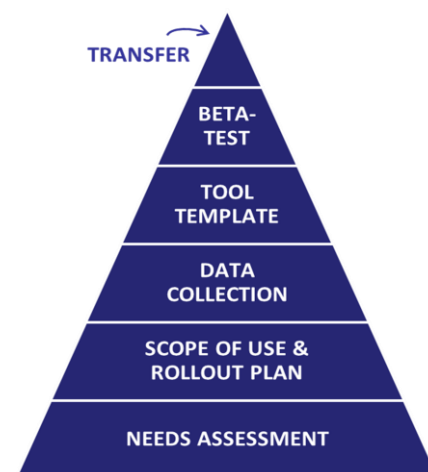 TRANSFER
BETA-
TEST
TOOL
TEMPLATE
DATA
COLLECTION
SCOPE OF USE &
ROLLOUT PLAN
NEEDS ASSESSMENT